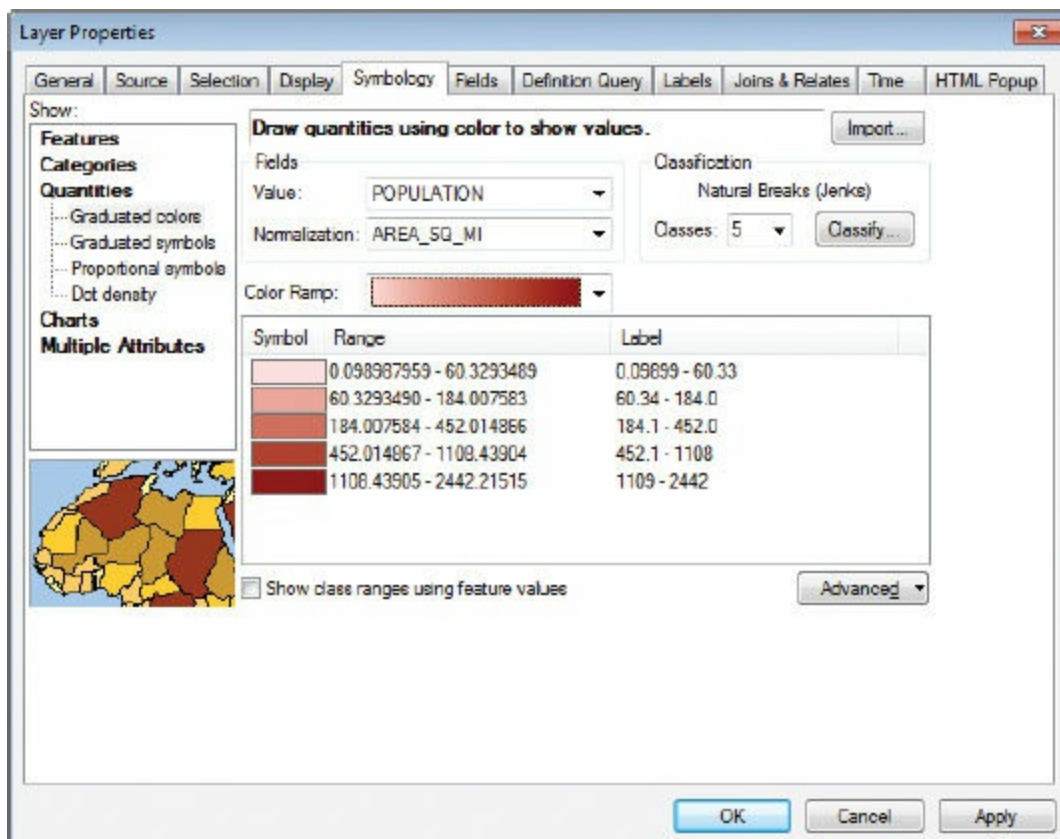 Layer Properties
General Source Selection Display Symbology Fields Definition Query Labels Joins & Relates Time HTML Popup
Show:
Features
Categories
Quantities
Graduated colors
Graduated symbols
Proportional symbols
Dot density
Charts
Multiple Attributes
Draw quantities using color to show values.
Import...
Fields
Value: POPULATION
Normalization: AREA_SQ_MI
Classification
Natural Breaks (Jenks)
Classes: 5 Classify...
Color Ramp:
Symbol Range Label
0.098987959 - 60.3293489 0.09899 - 60.33
60.3293490 - 184.007583 60.34 - 184.0
184.007584 - 452.014866 184.1 - 452.0
452.014867 - 1108.43904 452.1 - 1108
1108.43905 - 2442.21515 1109 - 2442
Show class ranges using feature values
Advanced
OK Cancel Apply